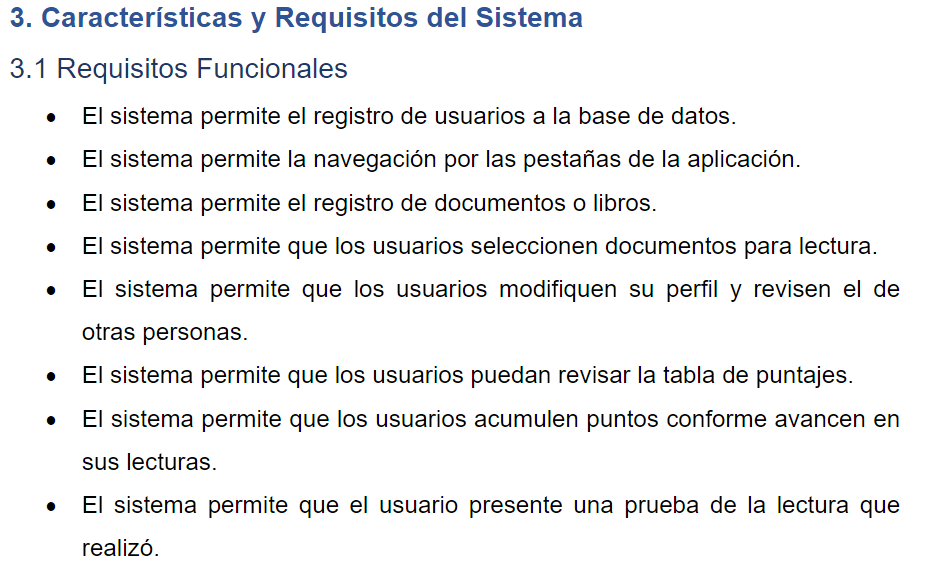 3. Características y Requisitos del Sistema
3.1 Requisitos Funcionales
• El sistema permite el registro de usuarios a la base de datos.
• El sistema permite la navegación por las pestañas de la aplicación.
• El sistema permite el registro de documentos o libros.
• El sistema permite que los usuarios seleccionen documentos para lectura.
• El sistema permite que los usuarios modifiquen su perfil y revisen el de
otras personas.
• El sistema permite que los usuarios puedan revisar la tabla de puntajes.
• El sistema permite que los usuarios acumulen puntos conforme avancen en
sus lecturas.
• El sistema permite que el usuario presente una prueba de la lectura que
realizó.